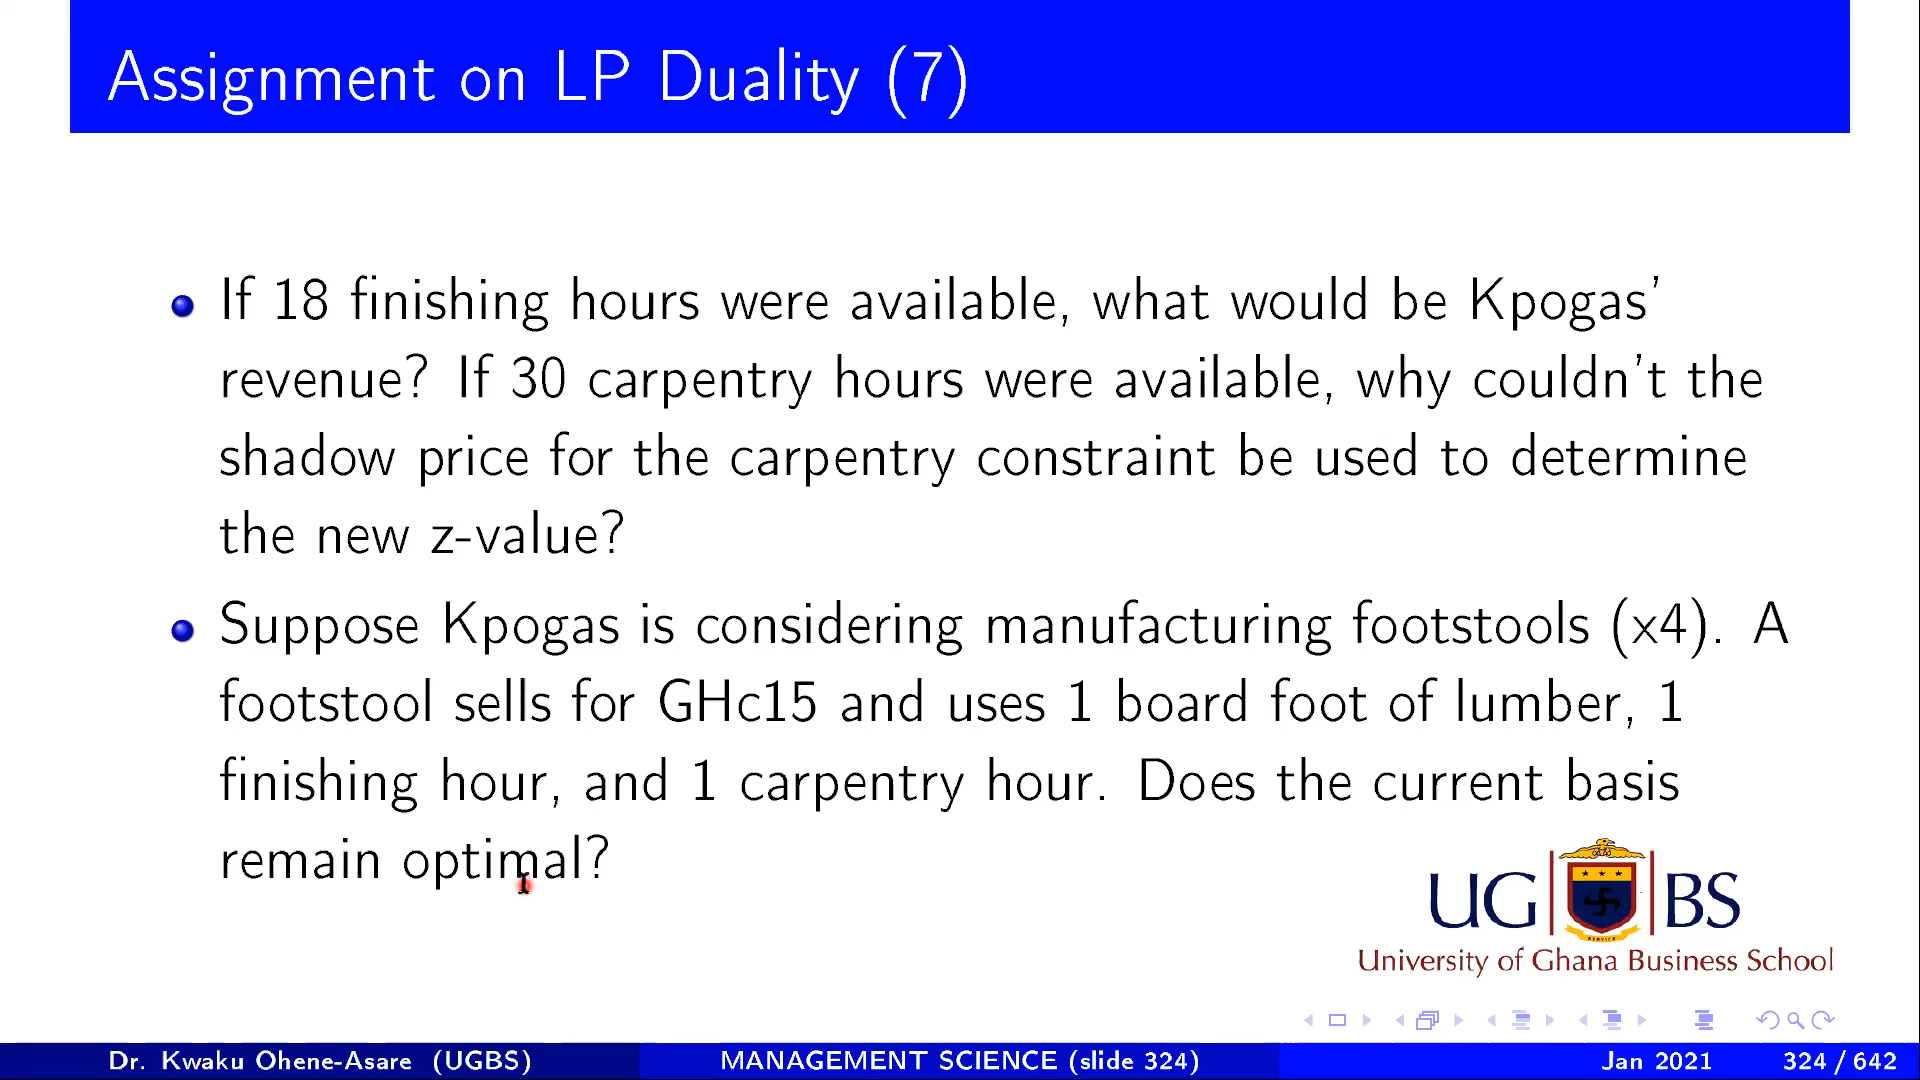 Assignment on LP Duality (7)
If 18 finishing hours were available, what would be Kpogas'
revenue? If 30 carpentry hours were available, why couldn't the
shadow price for the carpentry constraint be used to determine
the new z-value?
Suppose Kpogas is considering manufacturing footstools (x4). A
footstool sells for GHc15 and uses 1 board foot of lumber, 1
finishing hour, and 1 carpentry hour. Does the current basis
remain optimal?
UG BS
University of Ghana Business School
Dr. Kwaku Ohene-Asare (UGBS) MANAGEMENT SCIENCE (slide 324) Jan 2021 324 / 642